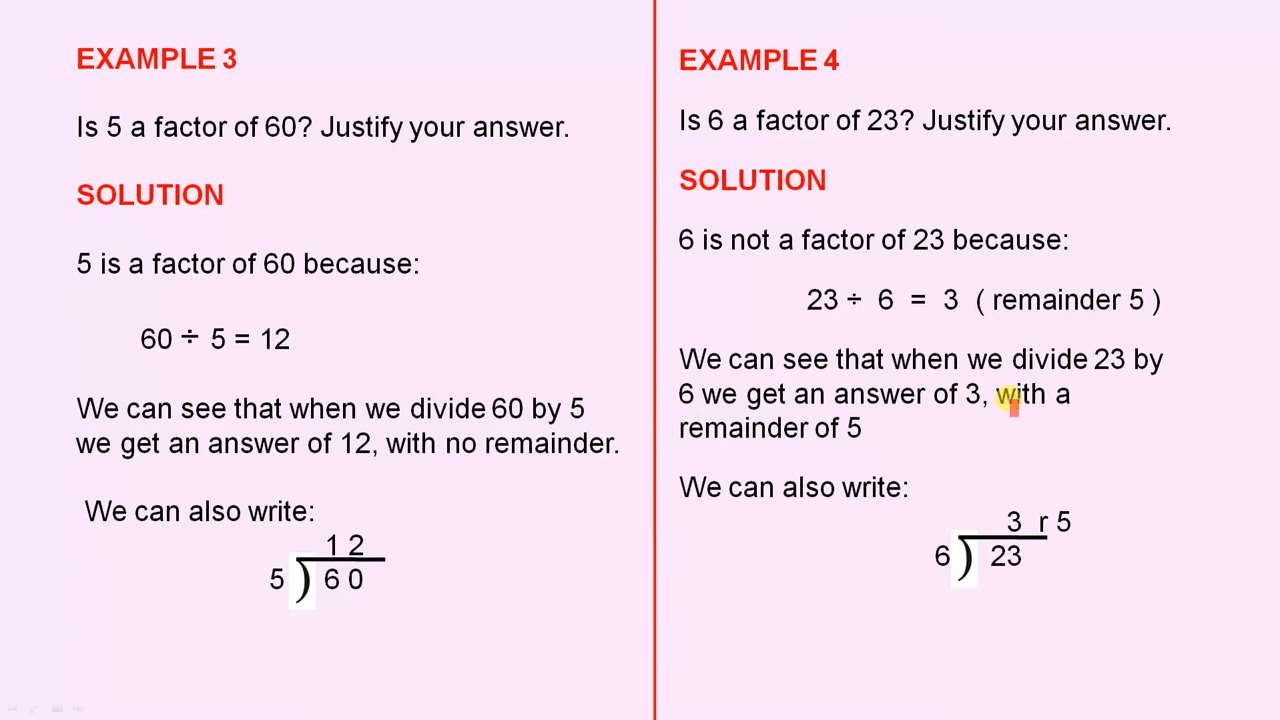 EXAMPLE 3
Is 5 a factor of 60? Justify your answer.
SOLUTION
5 is a factor of 60 because:
60 ÷ 5 = 12
We can see that when we divide 60 by 5
we get an answer of 12, with no remainder.
We can also write:
1 2
5 ) 6 0
EXAMPLE 4
Is 6 a factor of 23? Justify your answer.
SOLUTION
6 is not a factor of 23 because:
23 ÷ 6 = 3 ( remainder 5 )
We can see that when we divide 23 by
6 we get an answer of 3, with a
remainder of 5
We can also write:
3 r 5
6 ) 23